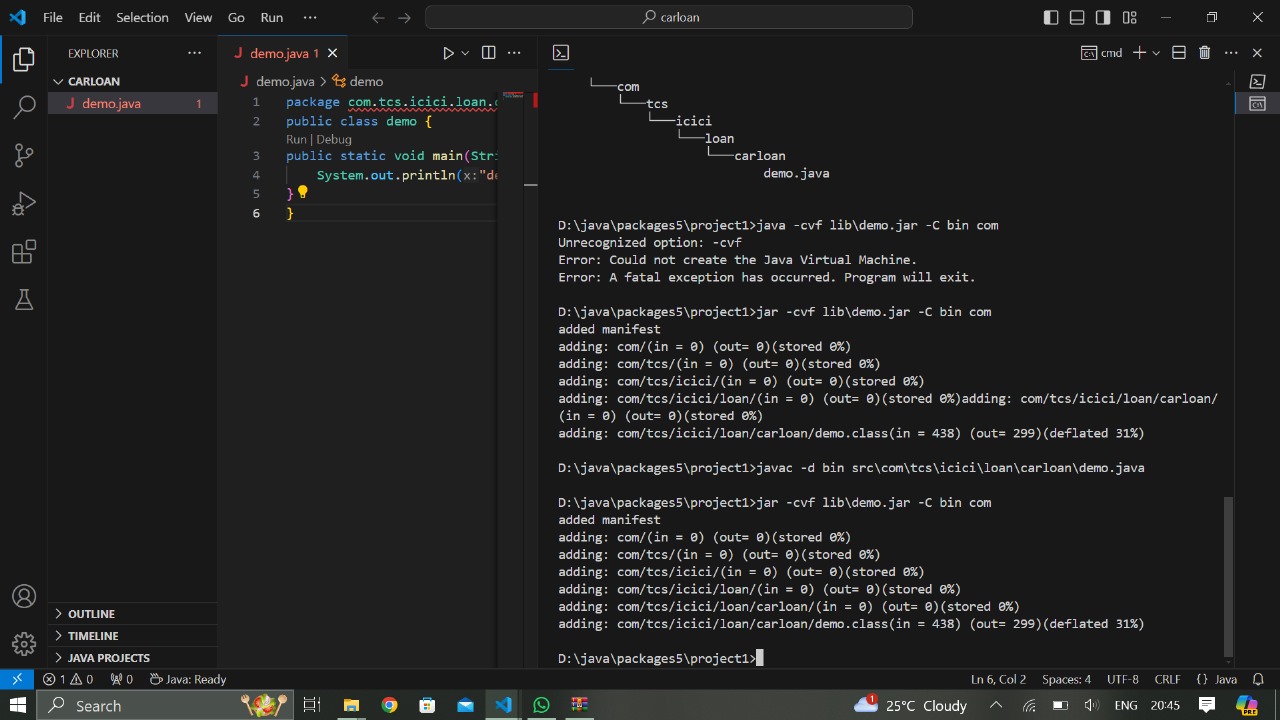 File Edit Selection View Go Run ··· carloan
EXPLORER ···
CARLOAN
J demo.java 1
J demo.java 1
J demo.java > demo
1 package com.tcs.icici.loan.c
2 public class demo {
Run | Debug
3 public static void main(Stri
4 System.out.println(x:"de
5 }
6 }
cmd
└──com
└──tcs
└──icici
└──loan
└──carloan
demo.java
D:\java\packages5\project1>java -cvf lib\demo.jar -C bin com
Unrecognized option: -cvf
Error: Could not create the Java Virtual Machine.
Error: A fatal exception has occurred. Program will exit.
D:\java\packages5\project1>jar -cvf lib\demo.jar -C bin com
added manifest
adding: com/(in = 0) (out= 0)(stored 0%)
adding: com/tcs/(in = 0) (out= 0)(stored 0%)
adding: com/tcs/icici/(in = 0) (out= 0)(stored 0%)
adding: com/tcs/icici/loan/(in = 0) (out= 0)(stored 0%)adding: com/tcs/icici/loan/carloan/
(in = 0) (out= 0)(stored 0%)
adding: com/tcs/icici/loan/carloan/demo.class(in = 438) (out= 299)(deflated 31%)
D:\java\packages5\project1>javac -d bin src\com\tcs\icici\loan\carloan\demo.java
D:\java\packages5\project1>jar -cvf lib\demo.jar -C bin com
added manifest
adding: com/(in = 0) (out= 0)(stored 0%)
adding: com/tcs/(in = 0) (out= 0)(stored 0%)
adding: com/tcs/icici/(in = 0) (out= 0)(stored 0%)
adding: com/tcs/icici/loan/(in = 0) (out= 0)(stored 0%)
adding: com/tcs/icici/loan/carloan/(in = 0) (out= 0)(stored 0%)
adding: com/tcs/icici/loan/carloan/demo.class(in = 438) (out= 299)(deflated 31%)
D:\java\packages5\project1>
OUTLINE
TIMELINE
JAVA PROJECTS
1 0 0 Java: Ready Ln 6, Col 2 Spaces: 4 UTF-8 CRLF {} Java
Search 1 25°C Cloudy ENG 20:45 PRE